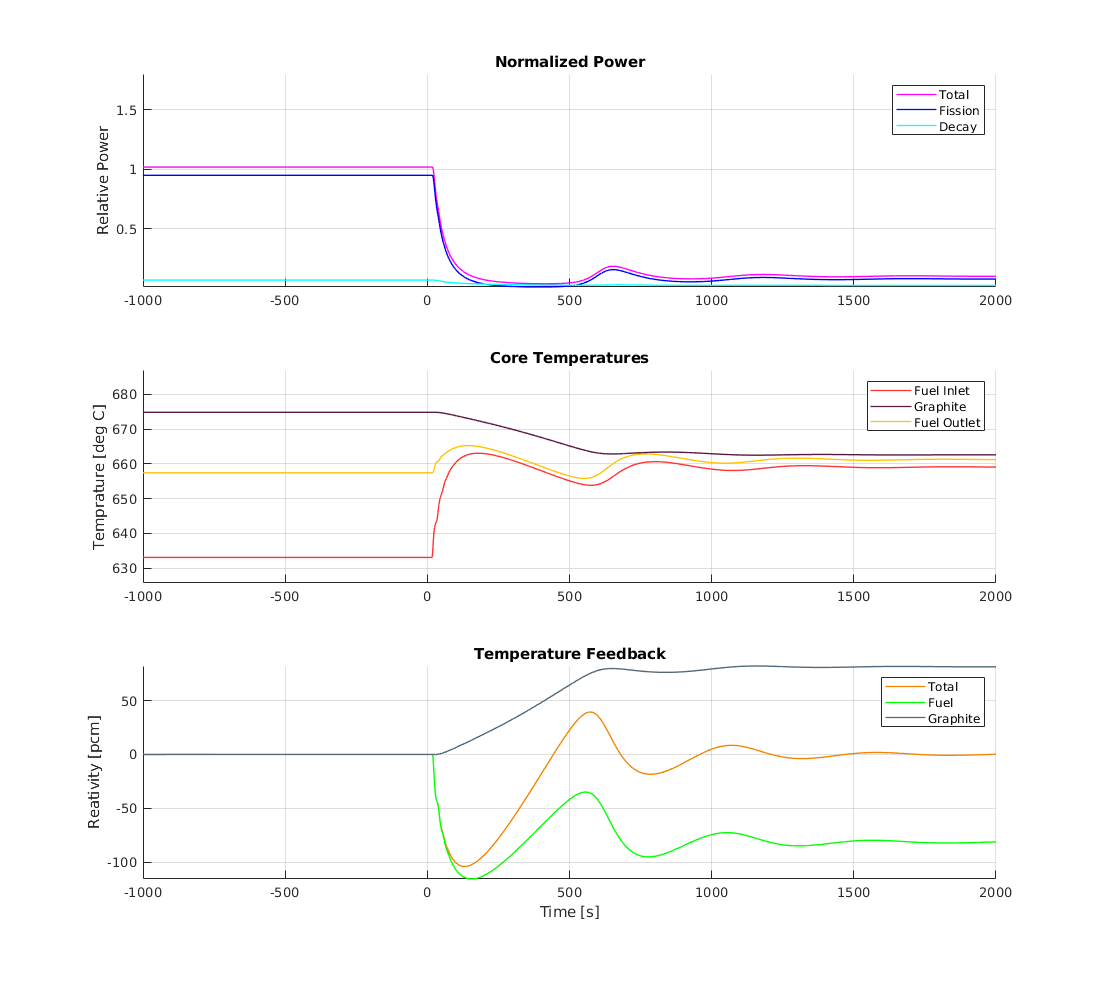 Normalized Power
Relative Power
1.5
1
0.5
Total
Fission
Decay
-1000 -500 0 500 1000 1500 2000
Core Temperatures
Temprature [deg C]
680
670
660
650
640
630
Fuel Inlet
Graphite
Fuel Outlet
-1000 -500 0 500 1000 1500 2000
Temperature Feedback
Reativity [pcm]
50
0
-50
-100
Total
Fuel
Graphite
-1000 -500 0 500 1000 1500 2000
Time [s]